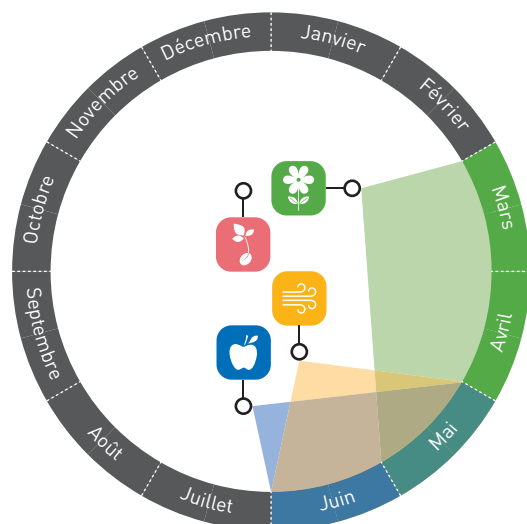 Janvier
Février
Mars
Avril
Mai
Juin
Juillet
Août
Septembre
Octobre
Novembre
Décembre